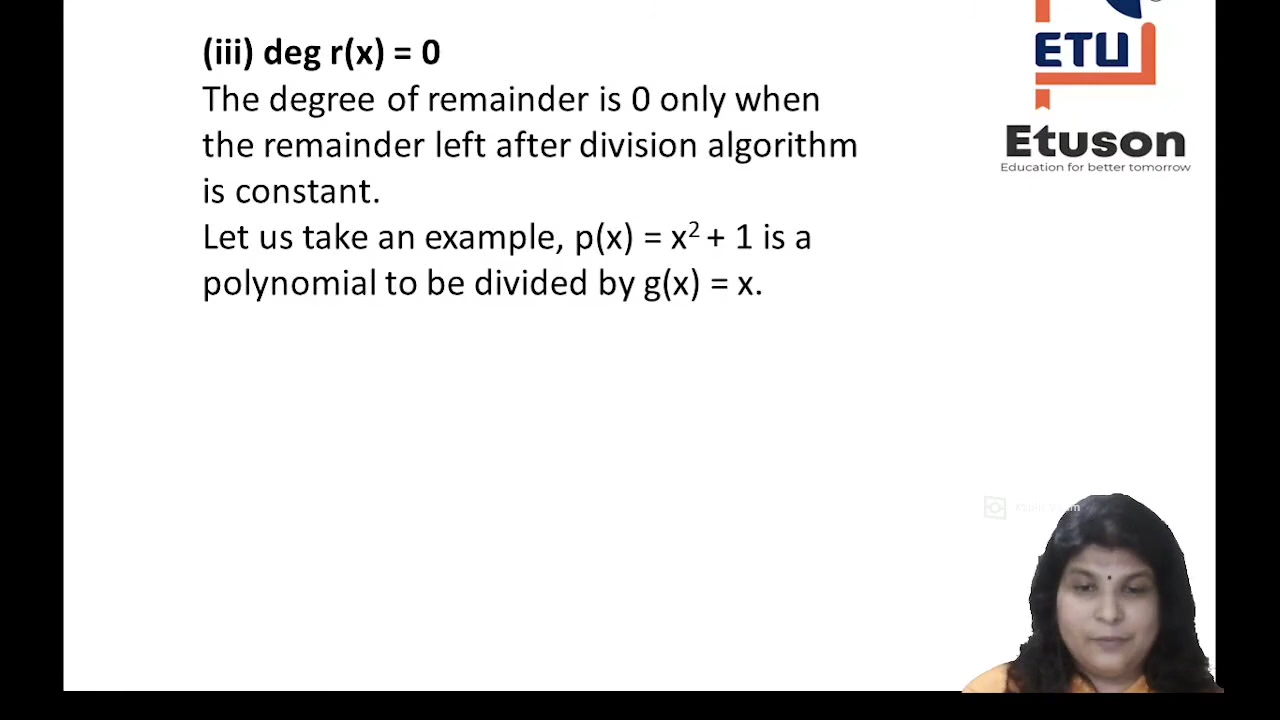 (iii) deg r(x) = 0
The degree of remainder is 0 only when
the remainder left after division algorithm
is constant.
Let us take an example, p(x) = x² + 1 is a
polynomial to be divided by g(x) = x.
ETU
Etuson
Education for better tomorrow